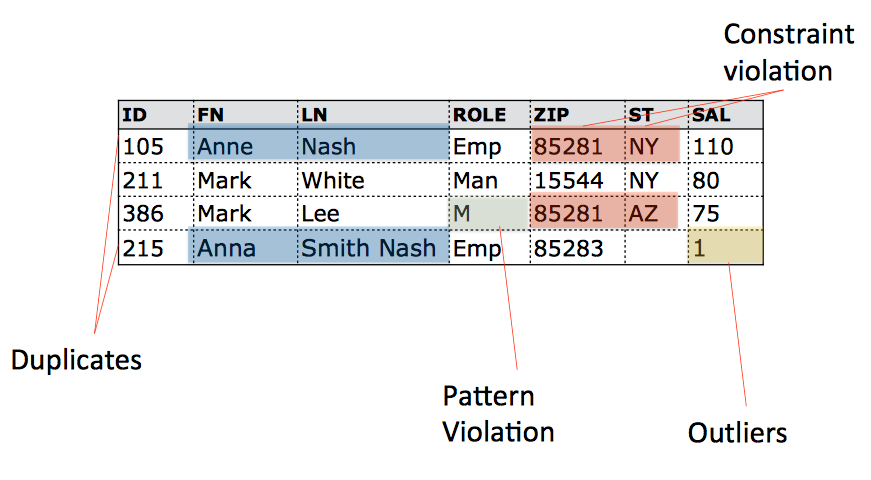 Constraint
violation
ID FN LN ROLE ZIP ST SAL
105 Anne Nash Emp 85281 NY 110
211 Mark White Man 15544 NY 80
386 Mark Lee M 85281 AZ 75
215 Anna Smith Nash Emp 85283 1
Duplicates
Pattern
Violation
Outliers